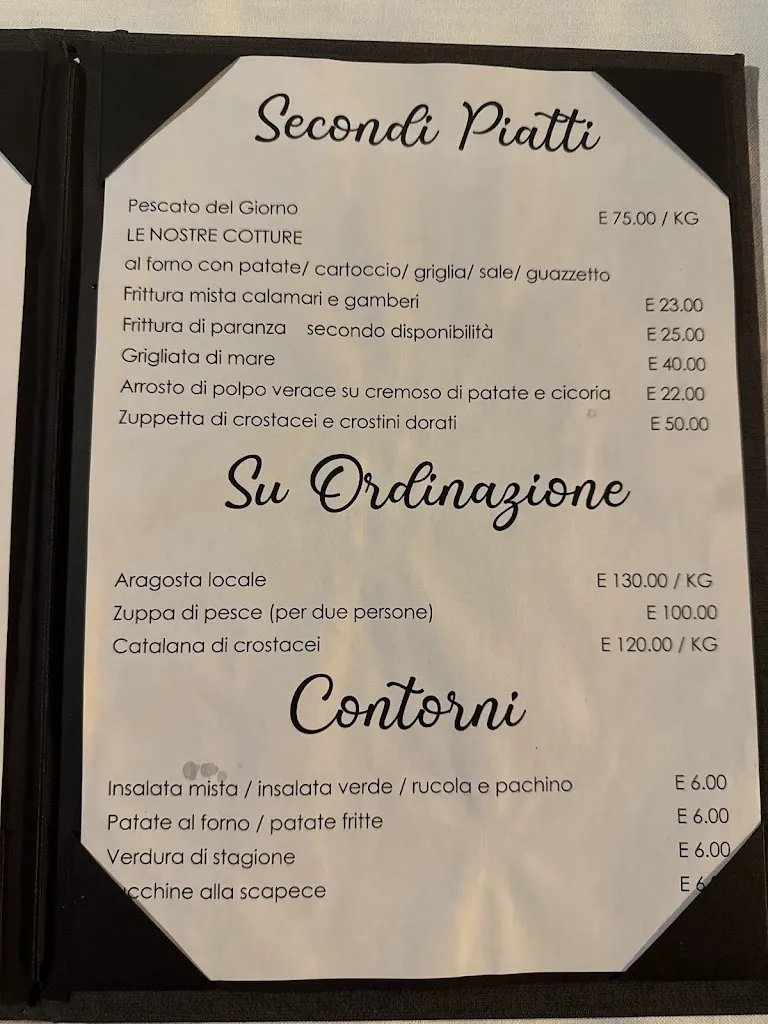 Secondi Piatti
Pescato del Giorno E 75.00 / KG
LE NOSTRE COTTURE
al forno con patate/ cartoccio/ griglia/ sale/ guazzetto
Frittura mista calamari e gamberi E 23.00
Frittura di paranza secondo disponibilità E 25.00
Grigliata di mare E 40.00
Arrosto di polpo verace su cremoso di patate e cicoria E 22.00
Zuppetta di crostacei e crostini dorati E 50.00
Su Ordinazione
Aragosta locale E 130.00 / KG
Zuppa di pesce (per due persone) E 100.00
Catalana di crostacei E 120.00 / KG
Contorni
Insalata mista / insalata verde / rucola e pachino E 6.00
Patate al forno / patate fritte E 6.00
Verdura di stagione E 6.00
alla scapece E